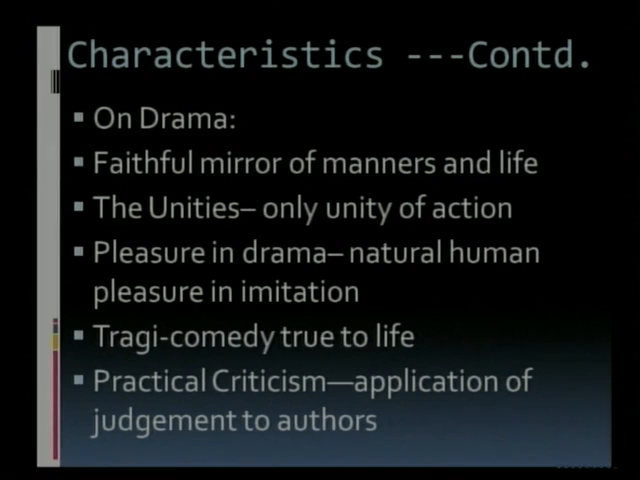 Characteristics ---Contd.
▪ On Drama:
▪ Faithful mirror of manners and life
▪ The Unities– only unity of action
▪ Pleasure in drama– natural human
pleasure in imitation
▪ Tragi-comedy true to life
▪ Practical Criticism—application of
judgement to authors